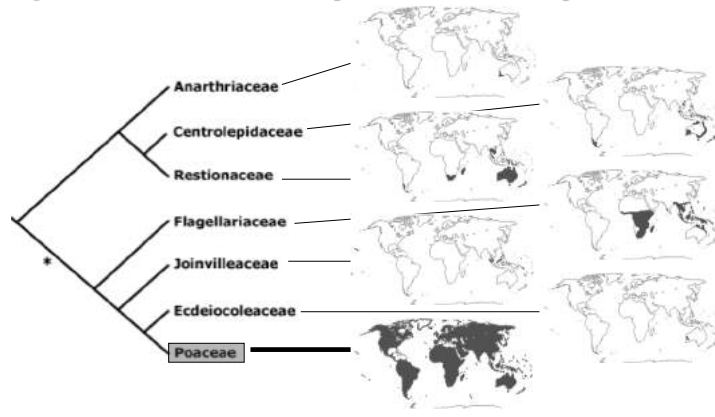 Anarthriaceae
Centrolepidaceae
Restionaceae
Flagellariaceae
Joinvilleaceae
*
Ecdeiocoleaceae
Poaceae